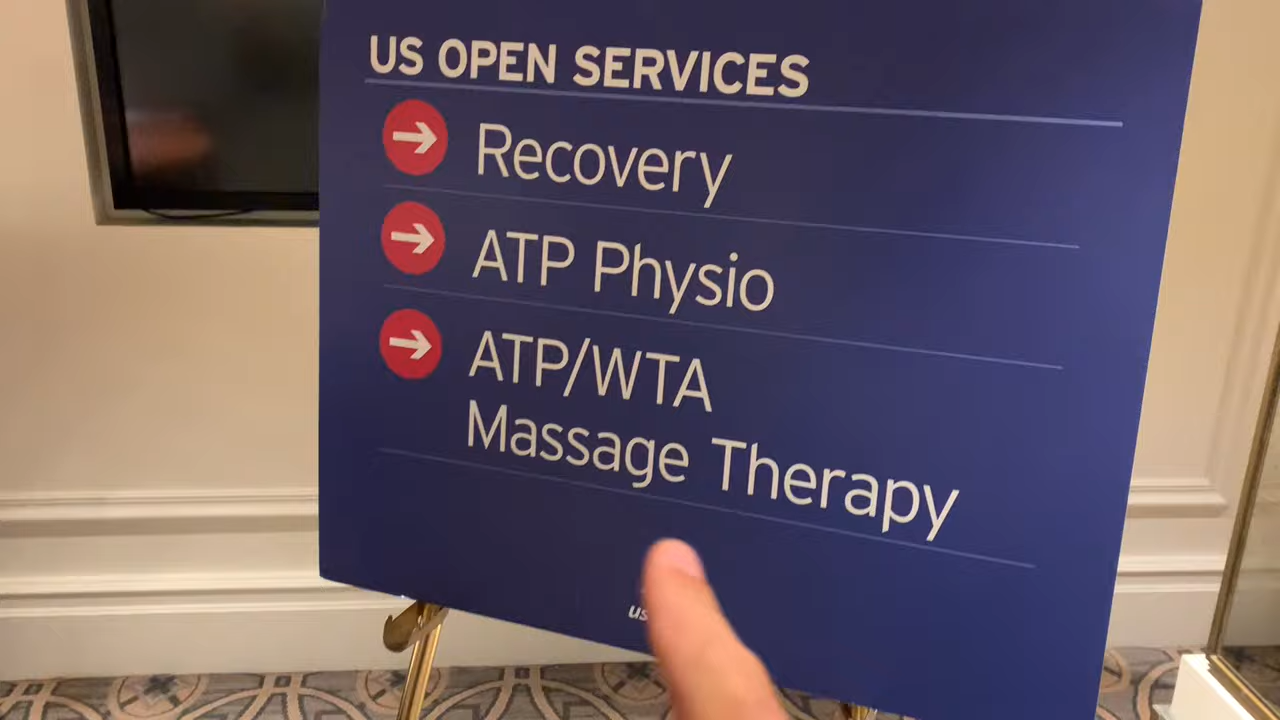 US OPEN SERVICES
Recovery
ATP Physio
ATP/WTA
Massage Therapy